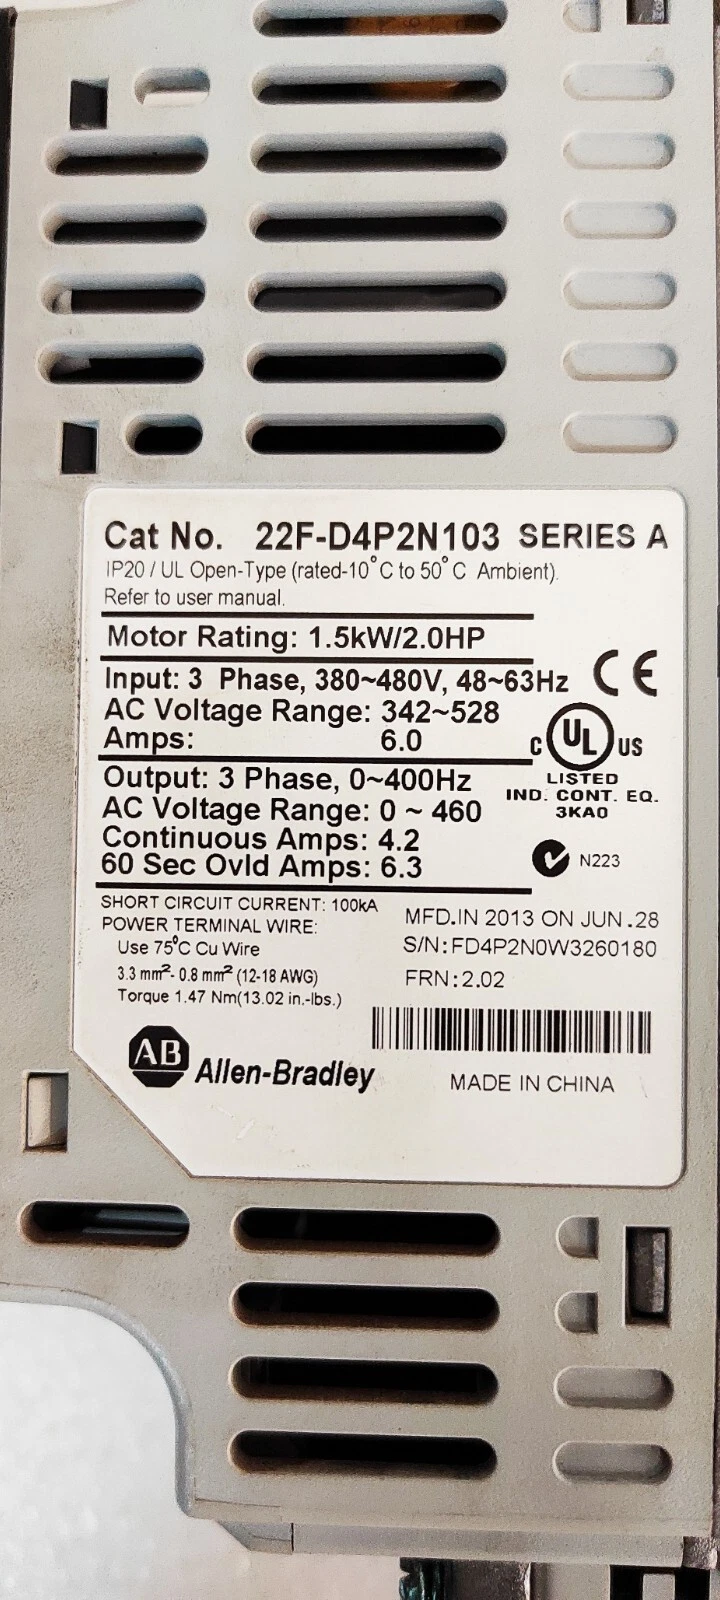 Cat No. 22F-D4P2N103 SERIES A
IP20 / UL Open-Type (rated-10°C to 50°C Ambient).
Refer to user manual.
Motor Rating: 1.5kW/2.0HP
Input: 3 Phase, 380~480V, 48~63Hz
AC Voltage Range: 342~528
Amps: 6.0
CE
C UL US
LISTED
IND. CONT. EQ.
3KA0
Output: 3 Phase, 0~400Hz
AC Voltage Range: 0 ~ 460
Continuous Amps: 4.2
60 Sec Ovld Amps: 6.3
N223
SHORT CIRCUIT CURRENT: 100kA
POWER TERMINAL WIRE:
Use 75°C Cu Wire
3.3 mm²- 0.8 mm² (12-18 AWG)
Torque 1.47 Nm(13.02 in.-lbs.)
MFD.IN 2013 ON JUN.28
S/N:FD4P2N0W3260180
FRN:2.02
AB Allen-Bradley
MADE IN CHINA